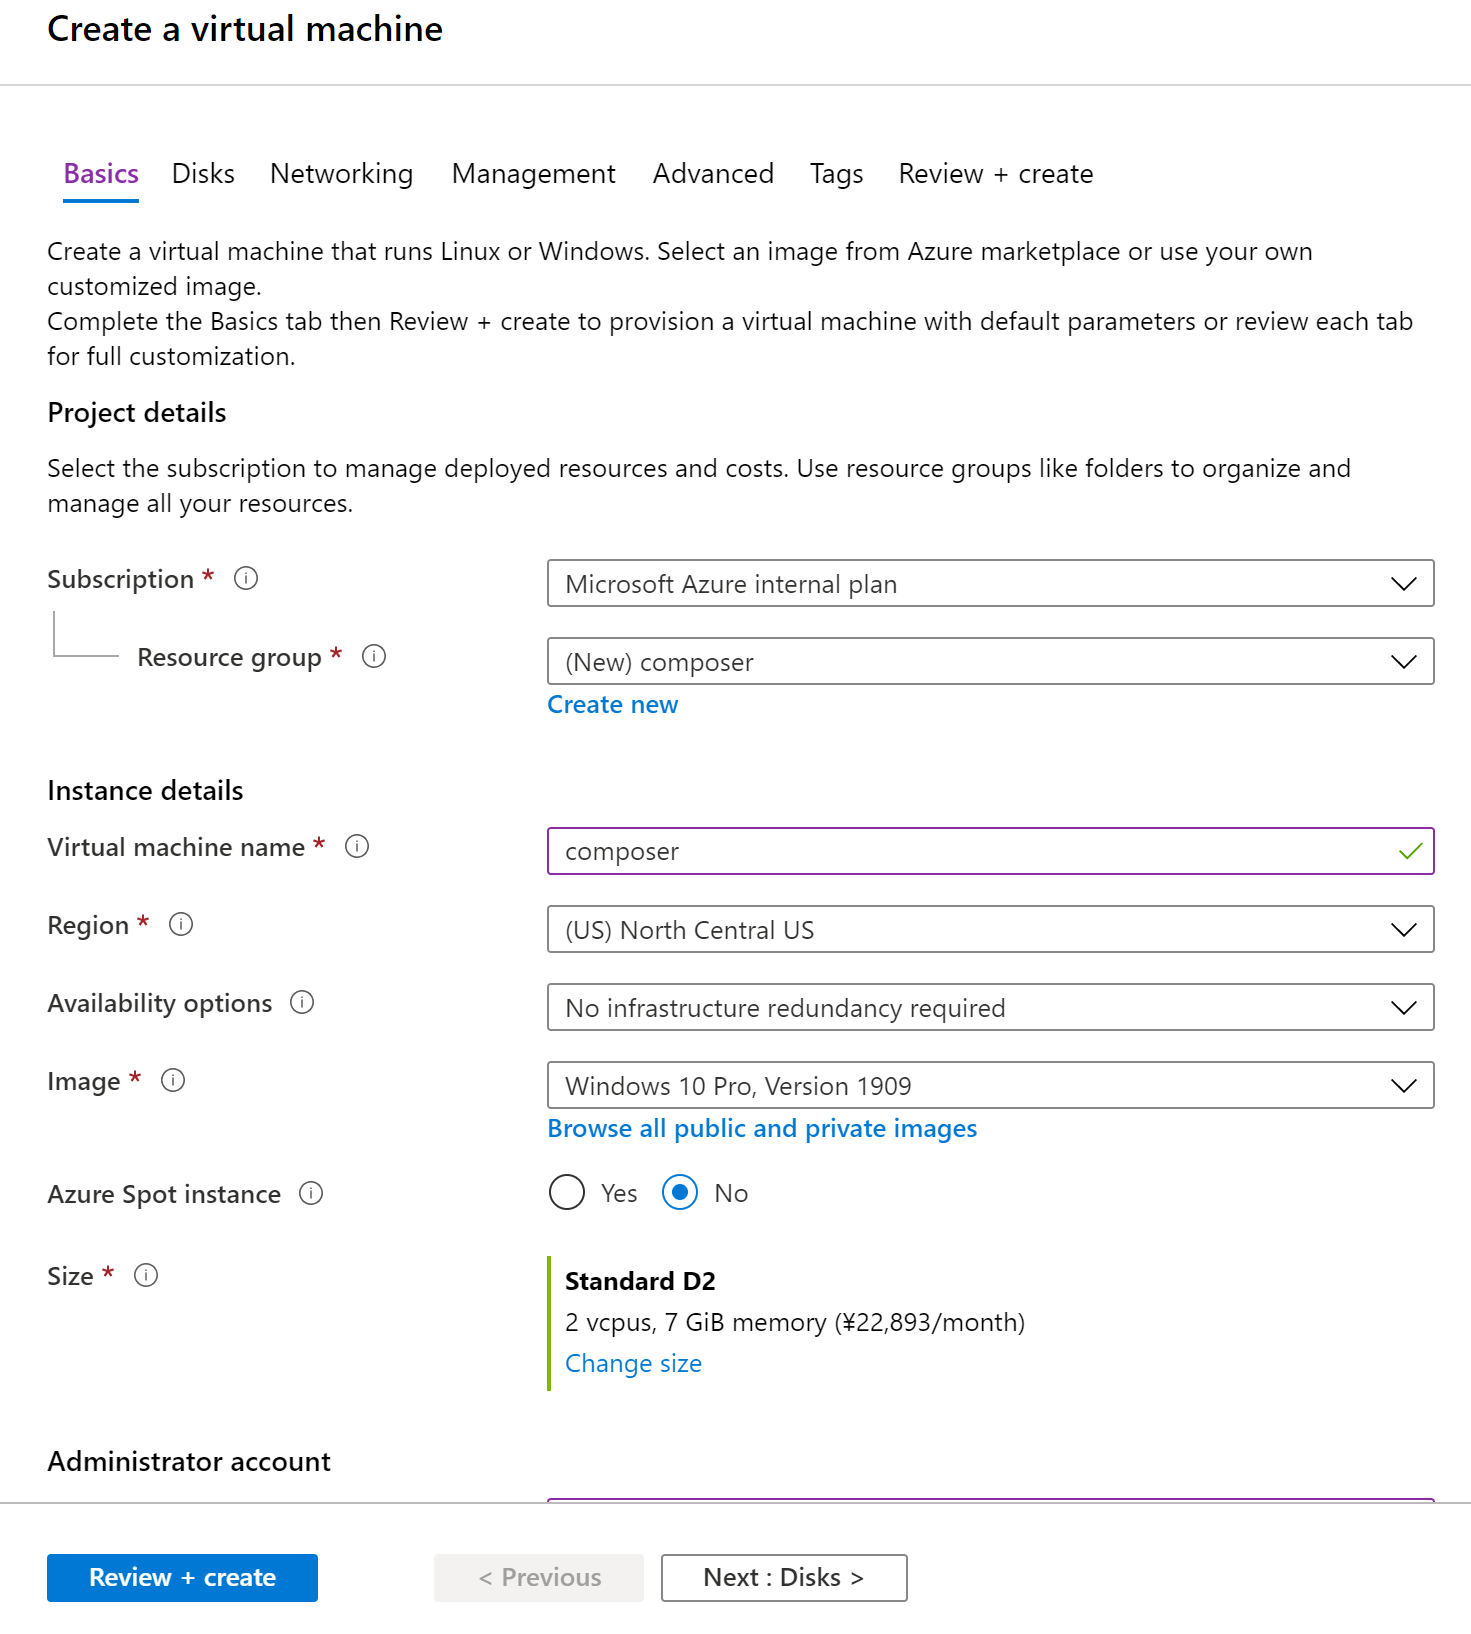 Create a virtual machine
Basics Disks Networking Management Advanced Tags Review + create
Create a virtual machine that runs Linux or Windows. Select an image from Azure marketplace or use your own
customized image.
Complete the Basics tab then Review + create to provision a virtual machine with default parameters or review each tab
for full customization.
Project details
Select the subscription to manage deployed resources and costs. Use resource groups like folders to organize and
manage all your resources.
Subscription * Microsoft Azure internal plan
Resource group * (New) composer
Create new
Instance details
Virtual machine name * composer
Region * (US) North Central US
Availability options No infrastructure redundancy required
Image * Windows 10 Pro, Version 1909
Browse all public and private images
Azure Spot instance Yes No
Size * Standard D2
2 vcpus, 7 GiB memory (¥22,893/month)
Change size
Administrator account
Review + create < Previous Next : Disks >